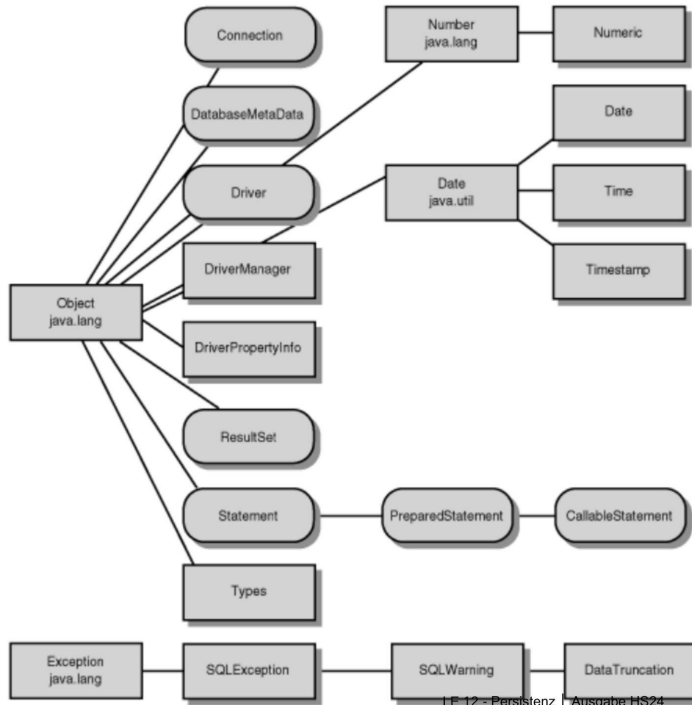 Connection
Number
java.lang
Numeric
DatabaseMetaData
Date
Driver
Date
java.util
Time
DriverManager
Timestamp
Object
java.lang
DriverPropertyInfo
ResultSet
Statement
PreparedStatement
CallableStatement
Types
Exception
java.lang
SQLException
SQLWarning
DataTruncation
LE 12 - Persistenz | Ausgabe HS24